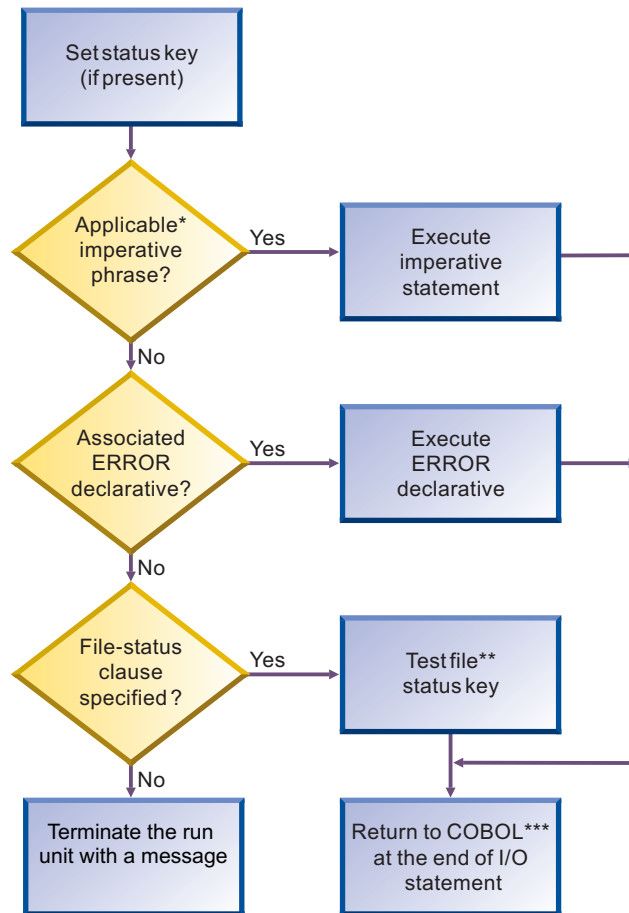 Set status key
(if present)
Applicable*
imperative
phrase?
Yes
Execute
imperative
statement
No
Associated
ERROR
declarative?
Yes
Execute
ERROR
declarative
No
File-status
clause
specified?
Yes
Test file**
status key
No
Terminate the run
unit with a message
Return to COBOL***
at the end of I/O
statement